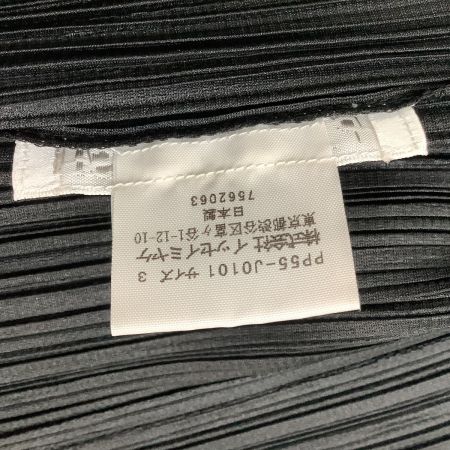 PP55-J0101 サイズ 3
株式会社 イッセイミヤケ
東京都渋谷区富ヶ谷1-12-10
日本製
7562063